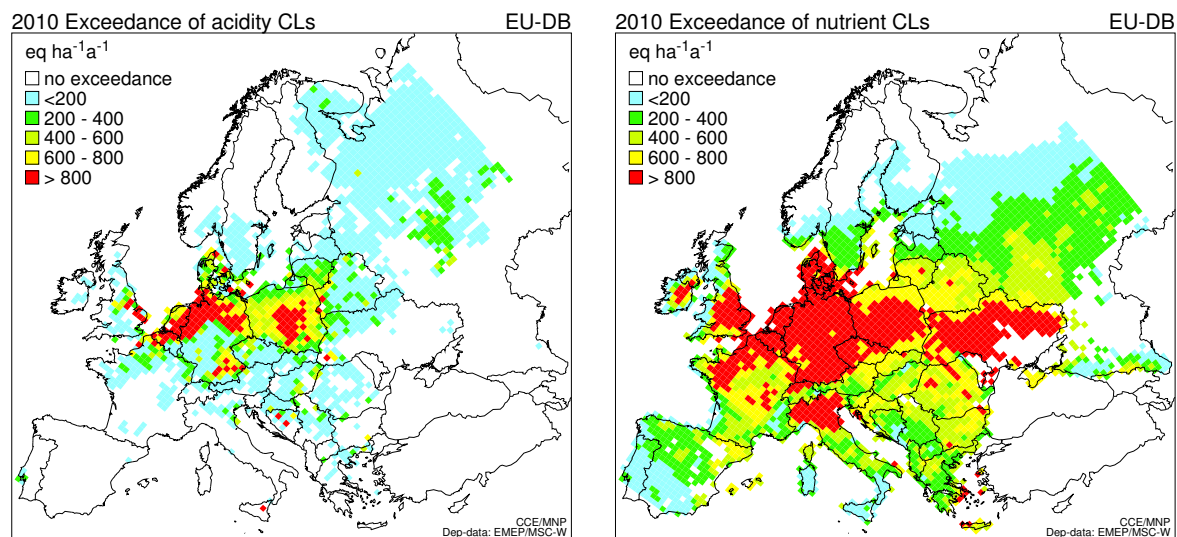 2010 Exceedance of acidity CLs EU-DB
eq ha⁻¹a⁻¹
no exceedance
<200
200 - 400
400 - 600
600 - 800
> 800
CCE/MNP
Dep-data: EMEP/MSC-W
2010 Exceedance of nutrient CLs EU-DB
eq ha⁻¹a⁻¹
no exceedance
<200
200 - 400
400 - 600
600 - 800
> 800
CCE/MNP
Dep-data: EMEP/MSC-W